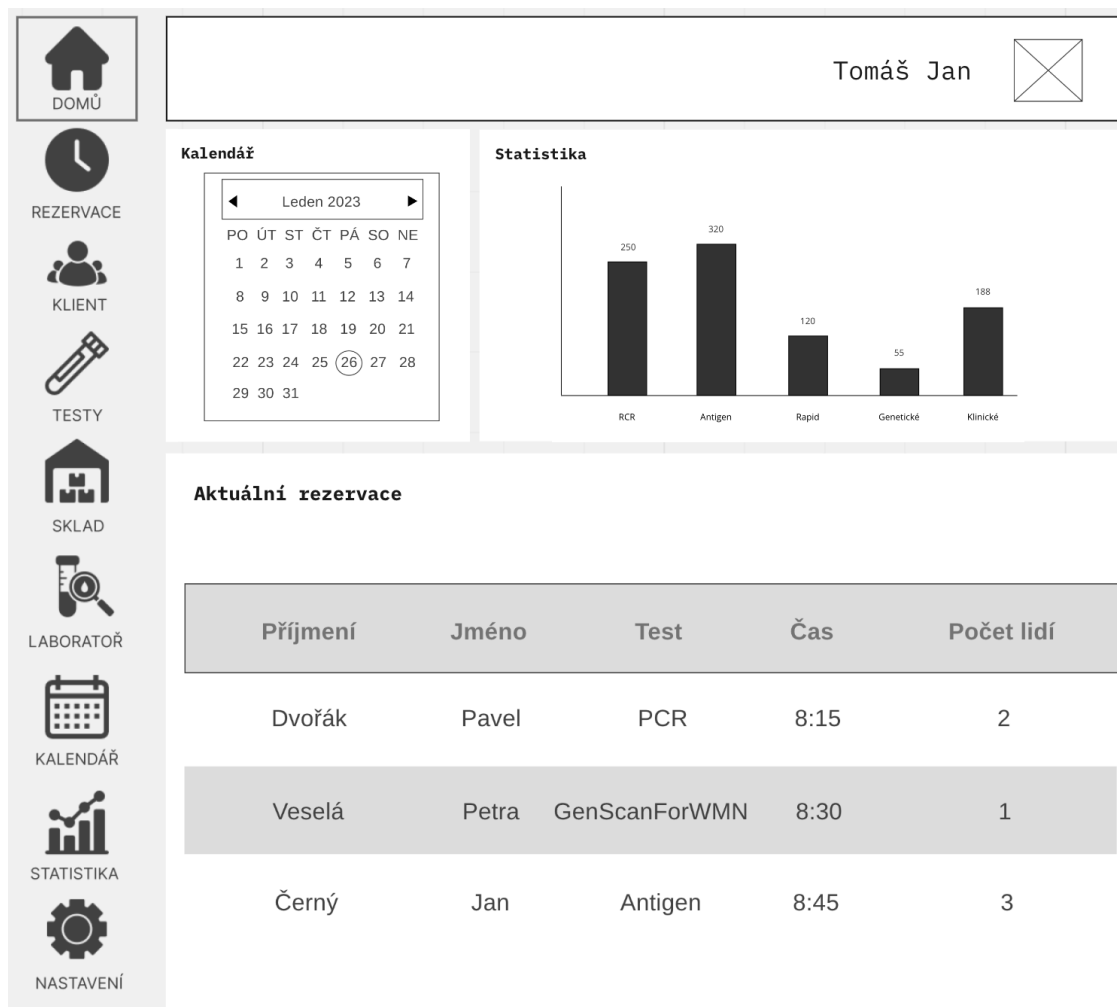 DOMŮ
REZERVACE
KLIENT
TESTY
SKLAD
LABORATOŘ
KALENDÁŘ
STATISTIKA
NASTAVENÍ
Tomáš Jan
Kalendář
Leden 2023
PO ÚT ST ČT PÁ SO NE
1 2 3 4 5 6 7
8 9 10 11 12 13 14
15 16 17 18 19 20 21
22 23 24 25 26 27 28
29 30 31
Statistika
250 320 120 55 188
RCR Antigen Rapid Genetické Klinické
Aktuální rezervace
Příjmení Jméno Test Čas Počet lidí
Dvořák Pavel PCR 8:15 2
Veselá Petra GenScanForWMN 8:30 1
Černý Jan Antigen 8:45 3